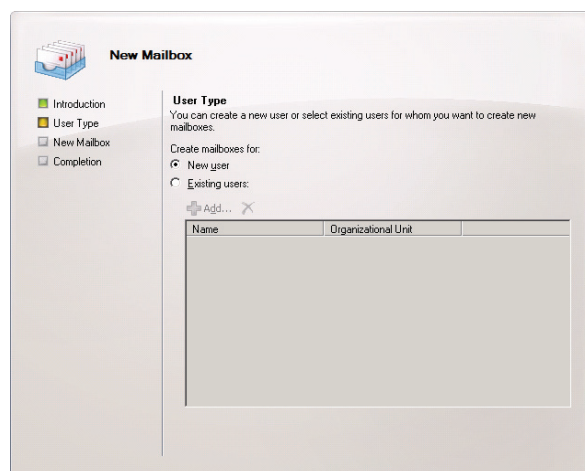 New Mailbox
Introduction
User Type
New Mailbox
Completion
User Type
You can create a new user or select existing users for whom you want to create new
mailboxes.
Create mailboxes for:
New user
Existing users:
Add...
Name Organizational Unit